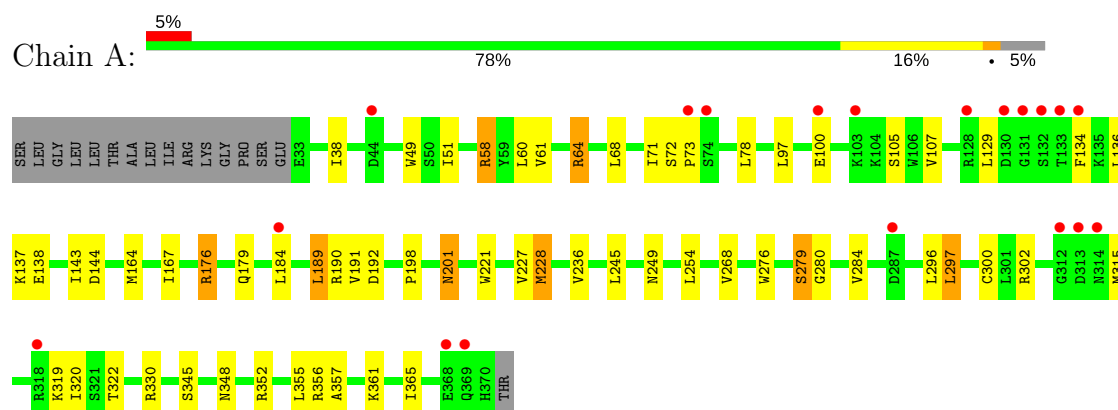 5%
Chain A:
78% 16% • 5%
SER LEU GLY LEU LEU THR ALA LEU ILE ARG LYS GLY PRO SER GLU E33 I38 D44 W49 S50 I51 R58 Y59 L60 V61 R64 L68 I71 S72 P73 S74 L78 L97 E100 K103 K104 S105 W106 V107 R128 L129 D130 G131 S132 T133 F134 K135 L136
K137 E138 I143 D144 M164 I167 R176 Q179 L184 L189 R190 V191 D192 P198 N201 W221 V227 M228 V236 L245 N249 L254 V268 W276 S279 G280 V284 D287 L296 L297 C300 L301 R302 G312 D313 N314 M315
R318 K319 I320 S321 T322 R330 S345 N348 R352 L355 R356 A357 K361 I365 E368 Q369 H370 THR